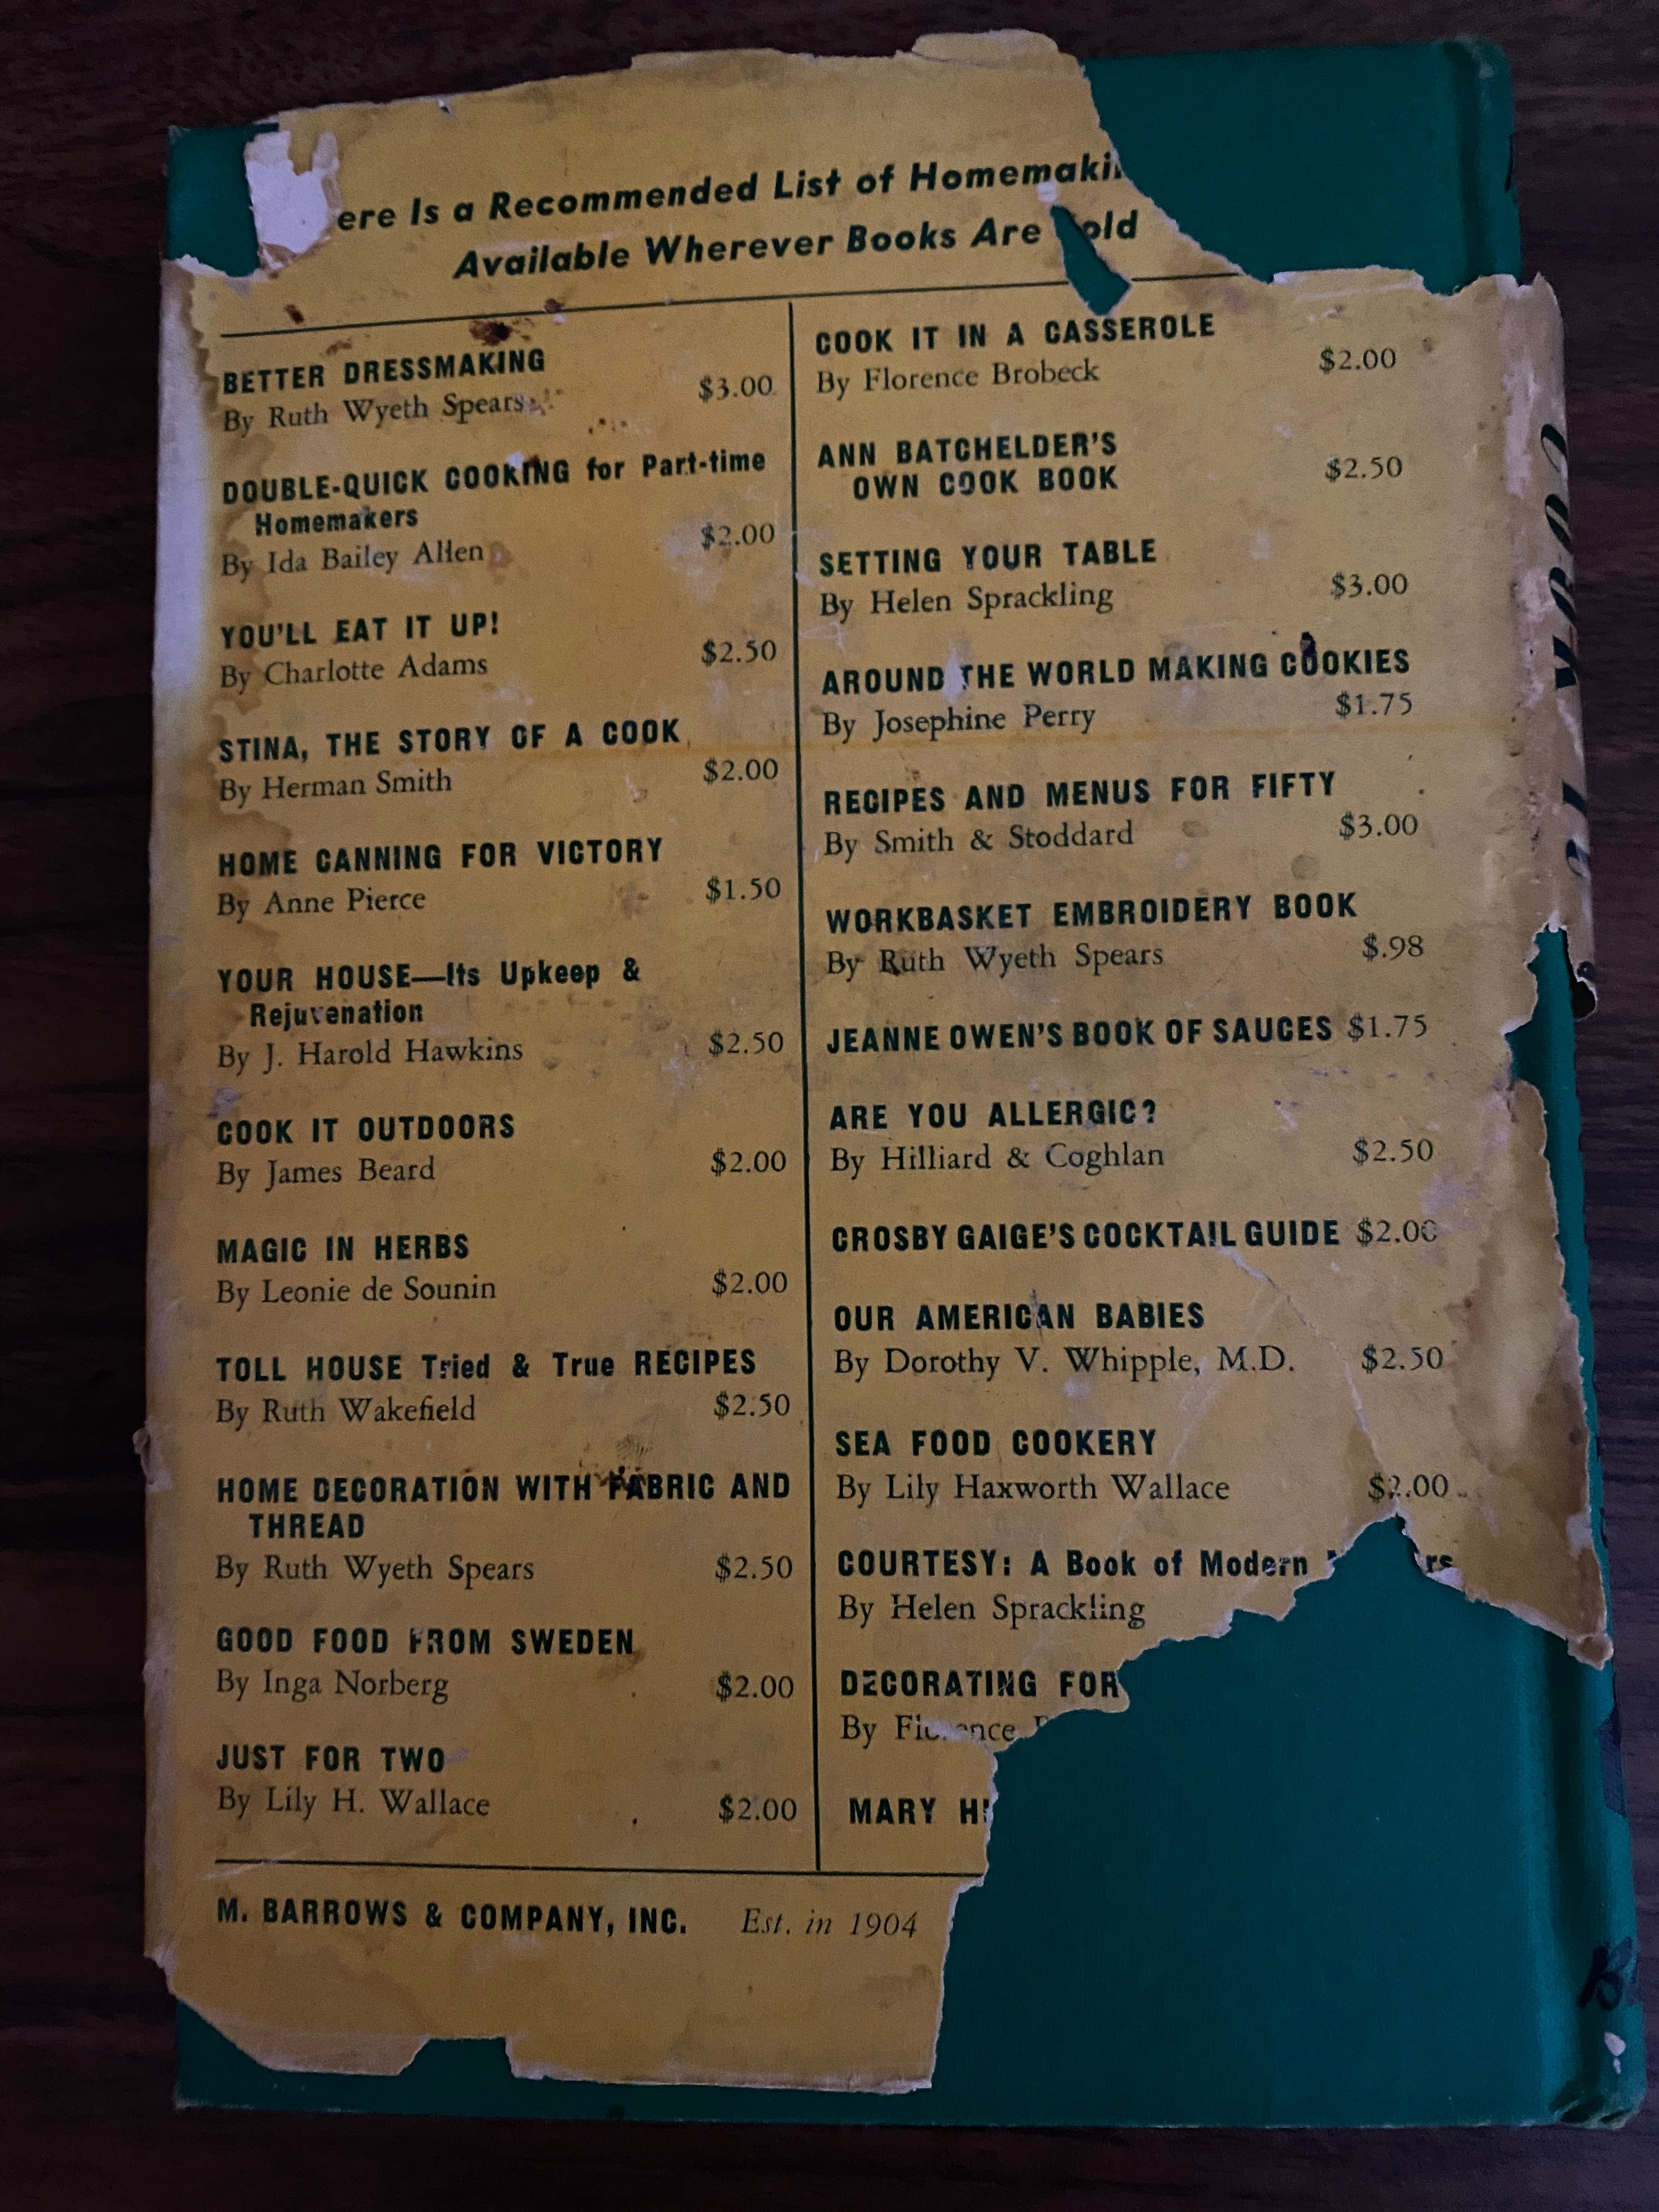 ere Is a Recommended List of Homemaki
Available Wherever Books Are old
BETTER DRESSMAKING
By Ruth Wyeth Spears $3.00
DOUBLE-QUICK COOKING for Part-time
Homemakers
By Ida Bailey Allen $2.00
YOU'LL EAT IT UP!
By Charlotte Adams $2.50
STINA, THE STORY OF A COOK
By Herman Smith $2.00
HOME CANNING FOR VICTORY
By Anne Pierce $1.50
YOUR HOUSE—Its Upkeep &
Rejuvenation
By J. Harold Hawkins $2.50
COOK IT OUTDOORS
By James Beard $2.00
MAGIC IN HERBS
By Leonie de Sounin $2.00
TOLL HOUSE Tried & True RECIPES
By Ruth Wakefield $2.50
HOME DECORATION WITH FABRIC AND
THREAD
By Ruth Wyeth Spears $2.50
GOOD FOOD FROM SWEDEN
By Inga Norberg $2.00
JUST FOR TWO
By Lily H. Wallace $2.00
COOK IT IN A CASSEROLE
By Florence Brobeck $2.00
ANN BATCHELDER'S
OWN COOK BOOK $2.50
SETTING YOUR TABLE
By Helen Sprackling $3.00
AROUND THE WORLD MAKING COOKIES
By Josephine Perry $1.75
RECIPES AND MENUS FOR FIFTY
By Smith & Stoddard $3.00
WORKBASKET EMBROIDERY BOOK
By Ruth Wyeth Spears $.98
JEANNE OWEN'S BOOK OF SAUCES $1.75
ARE YOU ALLERGIC?
By Hilliard & Coghlan $2.50
CROSBY GAIGE'S COCKTAIL GUIDE $2.00
OUR AMERICAN BABIES
By Dorothy V. Whipple, M.D. $2.50
SEA FOOD COOKERY
By Lily Haxworth Wallace $2.00
COURTESY: A Book of Modern rs
By Helen Sprackling
DECORATING FOR
By Florence
MARY H
M. BARROWS & COMPANY, INC. Est. in 1904